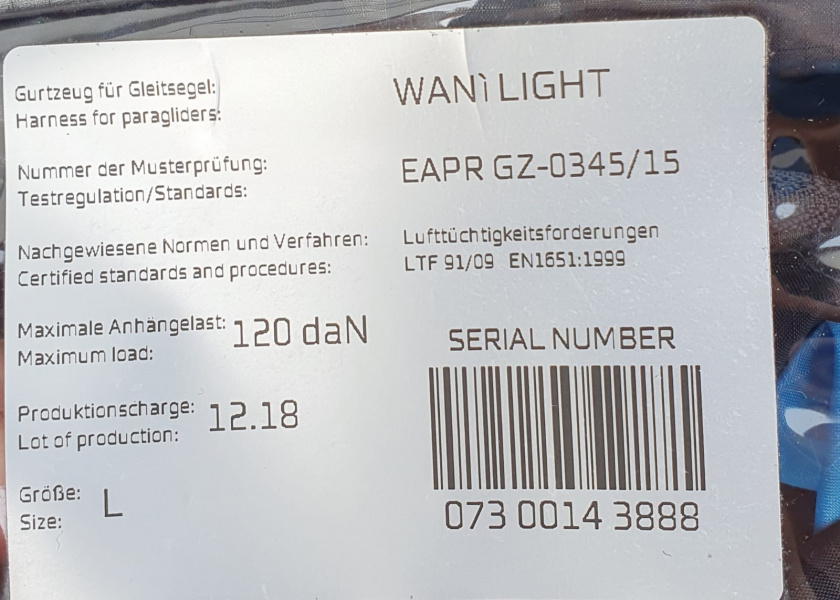 Gurtzeug für Gleitsegel:
Harness for paragliders:
WANì LIGHT
Nummer der Musterprüfung:
Testregulation/Standards:
EAPR GZ-0345/15
Nachgewiesene Normen und Verfahren:
Certified standards and procedures:
Lufttüchtigkeitsforderungen
LTF 91/09 EN1651:1999
Maximale Anhängelast:
Maximum load:
120 daN
Produktionscharge:
Lot of production:
12.18
Größe:
Size:
L
SERIAL NUMBER
073 0014 3888